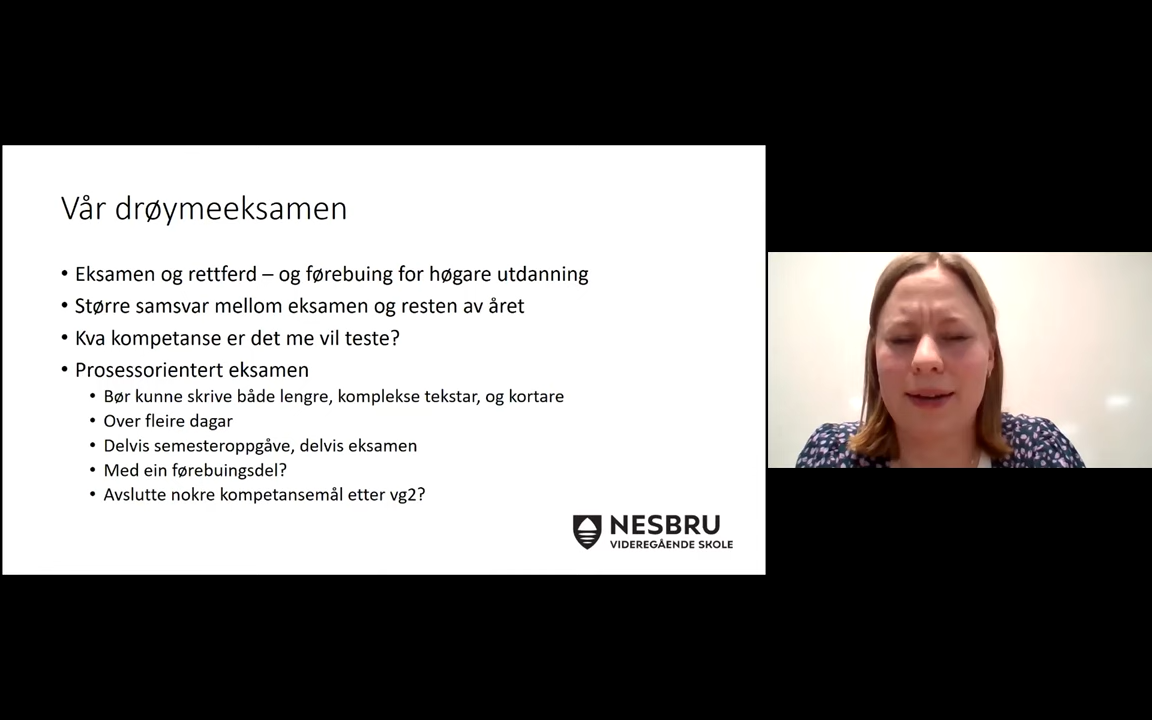 Vår drøymeeksamen
• Eksamen og rettferd – og førebuing for høgare utdanning
• Større samsvar mellom eksamen og resten av året
• Kva kompetanse er det me vil teste?
• Prosessorientert eksamen
• Bør kunne skrive både lengre, komplekse tekstar, og kortare
• Over fleire dagar
• Delvis semesteroppgåve, delvis eksamen
• Med ein førebuingsdel?
• Avslutte nokre kompetansemål etter vg2?
NESBRU
VIDEREGÅENDE SKOLE